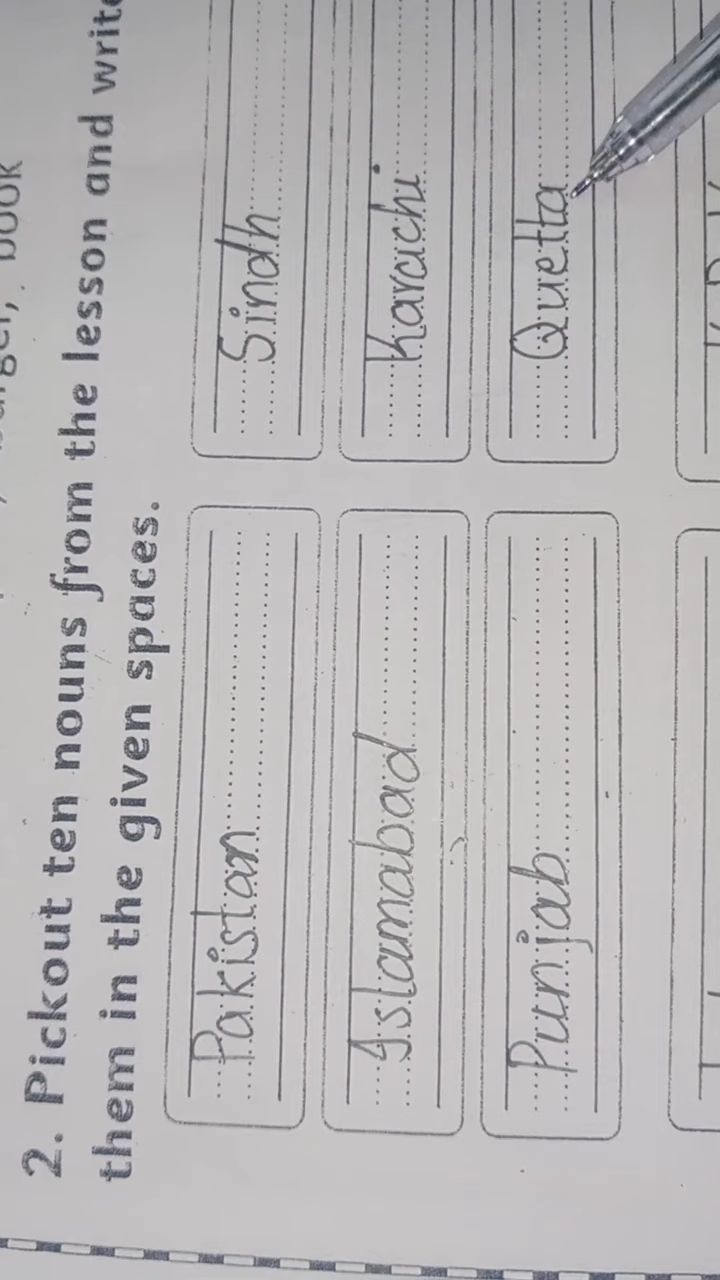 book
2. Pickout ten nouns from the lesson and write
them in the given spaces.
Pakistan
Sindh
Islamabad
Karachi
Punjab
Quetta